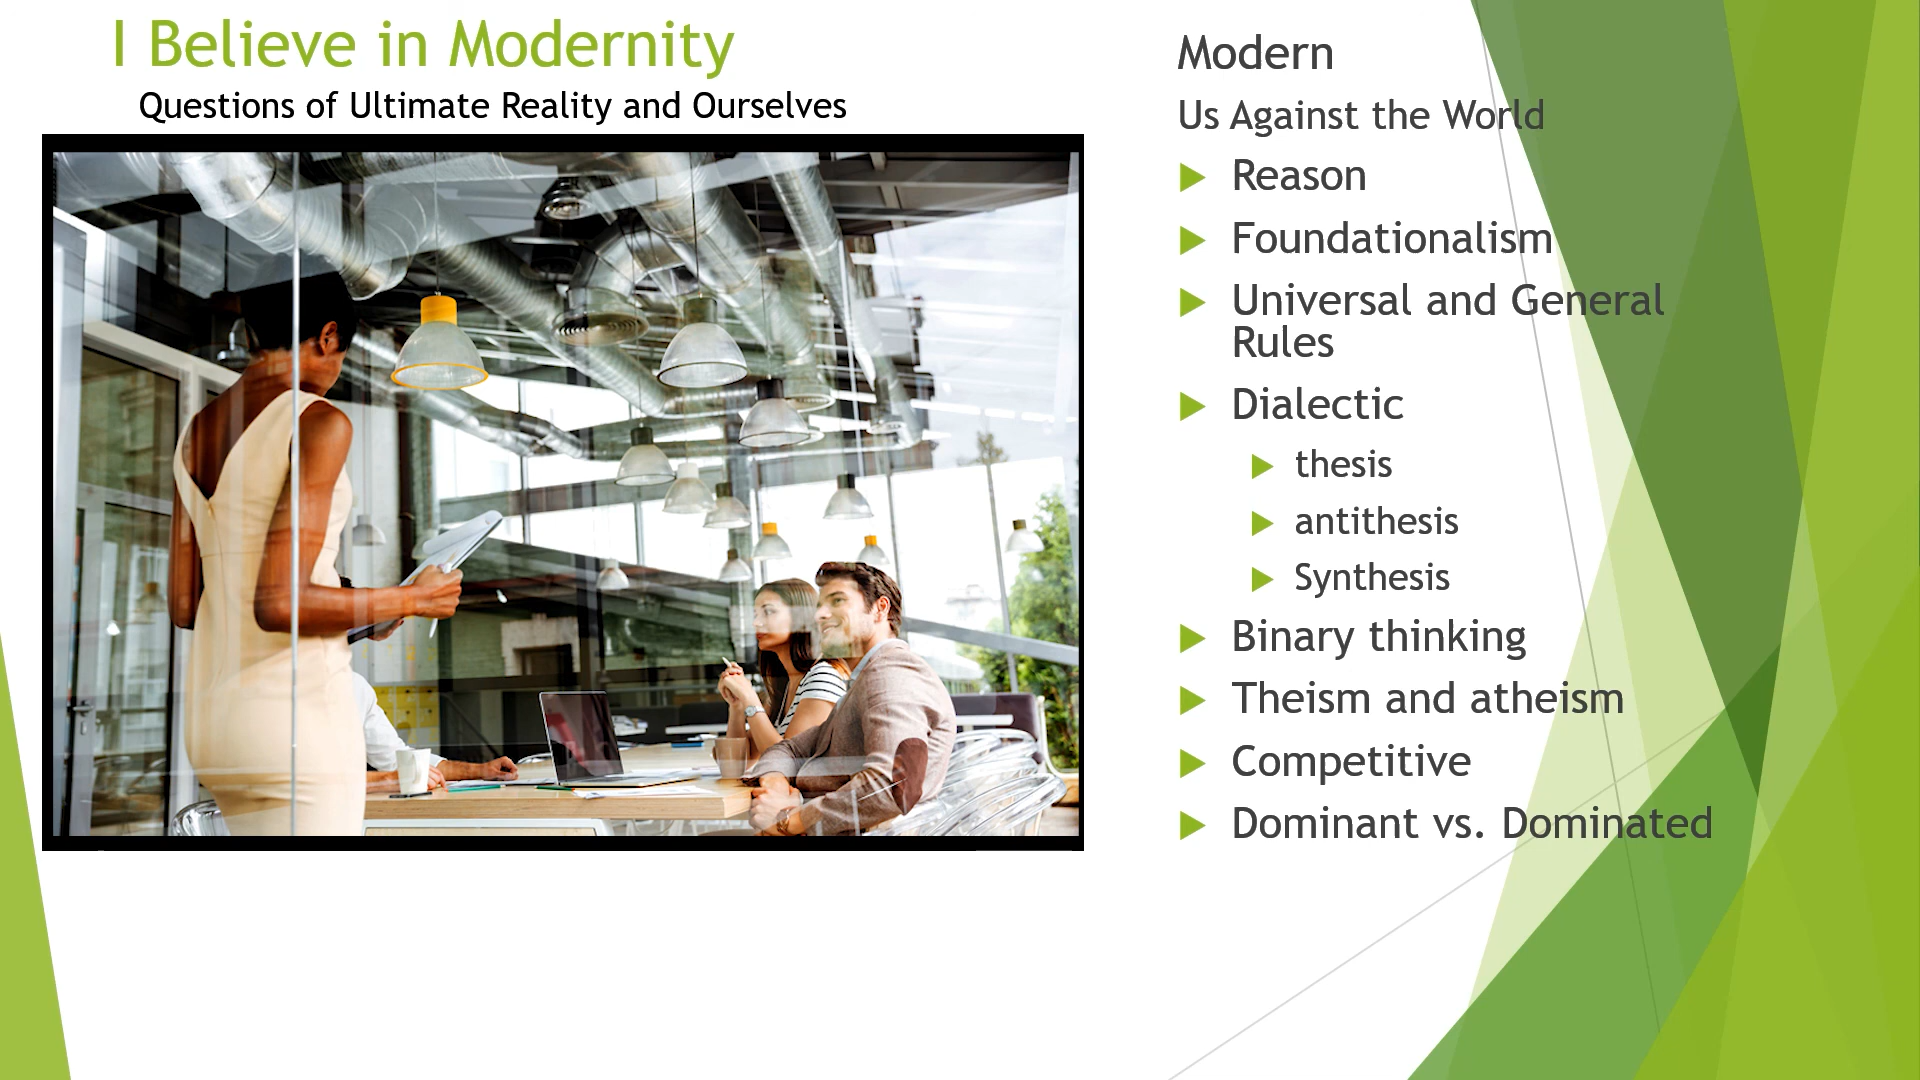 I Believe in Modernity
Questions of Ultimate Reality and Ourselves
Modern
Us Against the World
Reason
Foundationalism
Universal and General
Rules
Dialectic
thesis
antithesis
Synthesis
Binary thinking
Theism and atheism
Competitive
Dominant vs. Dominated